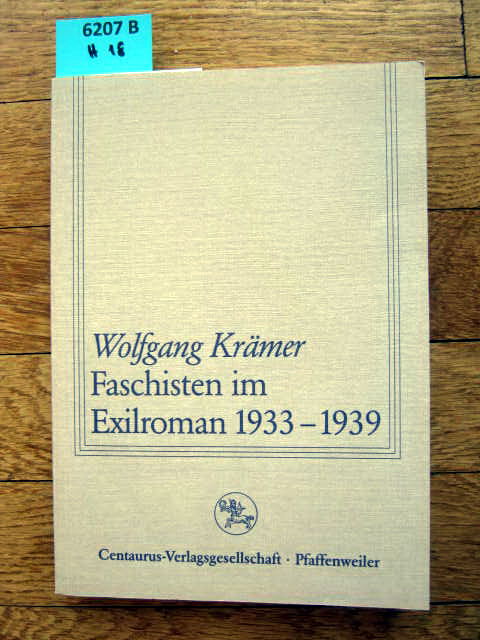 6207 B
H 18
Wolfgang Krämer
Faschisten im
Exilroman 1933–1939
Centaurus-Verlagsgesellschaft · Pfaffenweiler